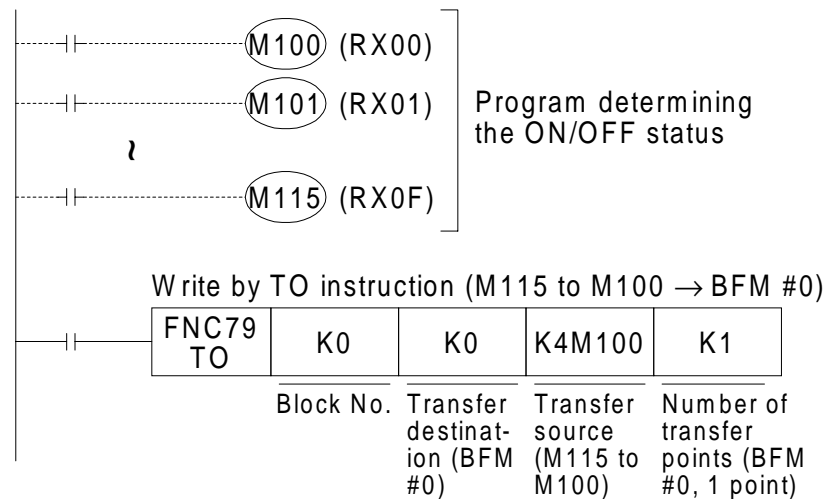 M100 (RX00)
M101 (RX01)
Program determining
the ON/OFF status
~
M115 (RX0F)
Write by TO instruction (M115 to M100 → BFM #0)
FNC79
TO
K0
K0
K4M100
K1
Block No.
Transfer
destinat-
ion (BFM
#0)
Transfer
source
(M115 to
M100)
Number of
transfer
points (BFM
#0, 1 point)